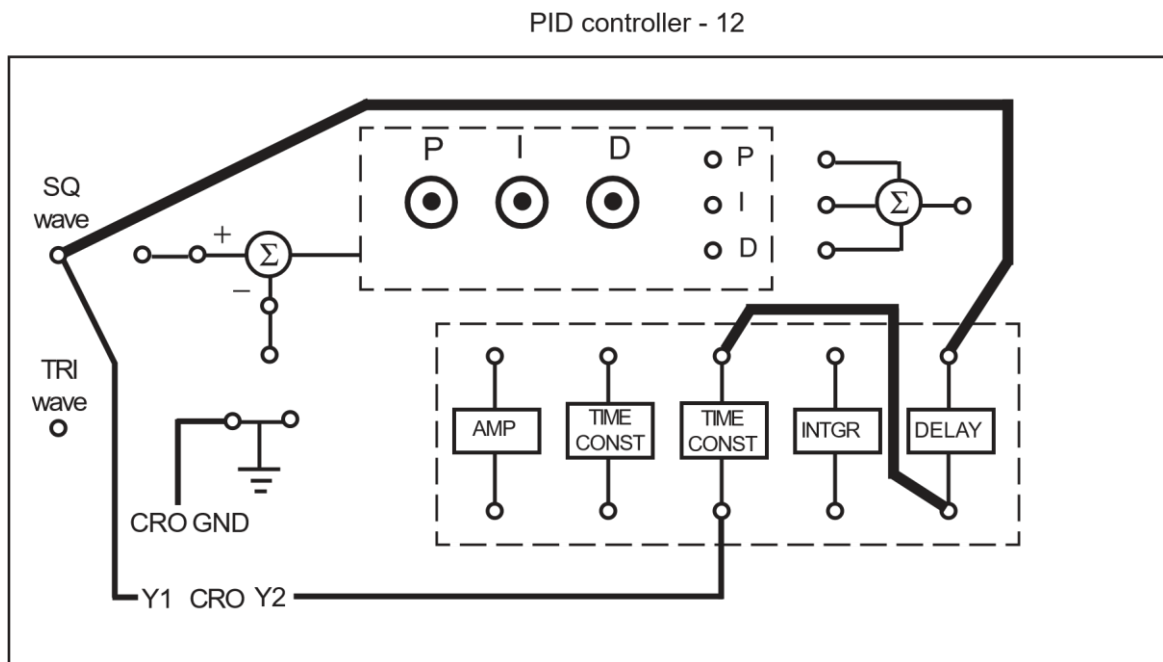 PID controller - 12
P I D
P
I
D
Σ
SQ
wave
+
Σ
−
TRI
wave
AMP
TIME
CONST
TIME
CONST
INTGR
DELAY
CRO GND
Y1 CRO Y2